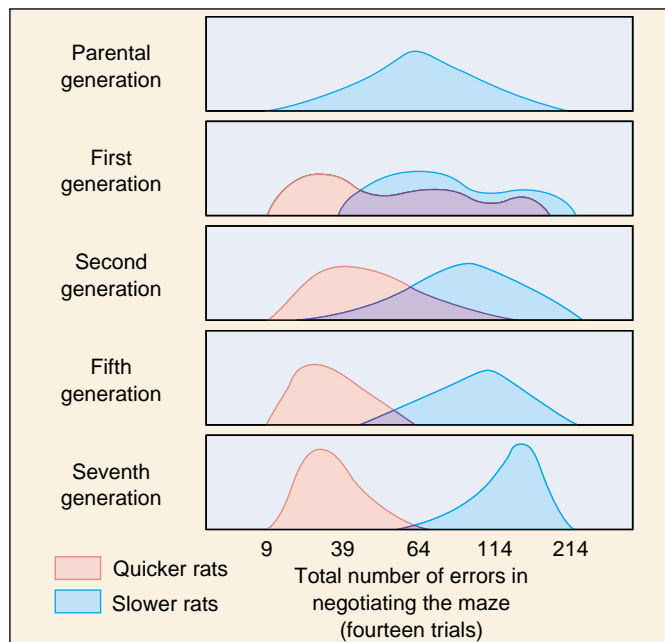 Parental
generation
First
generation
Second
generation
Fifth
generation
Seventh
generation
9 39 64 114 214
Quicker rats
Slower rats
Total number of errors in
negotiating the maze
(fourteen trials)